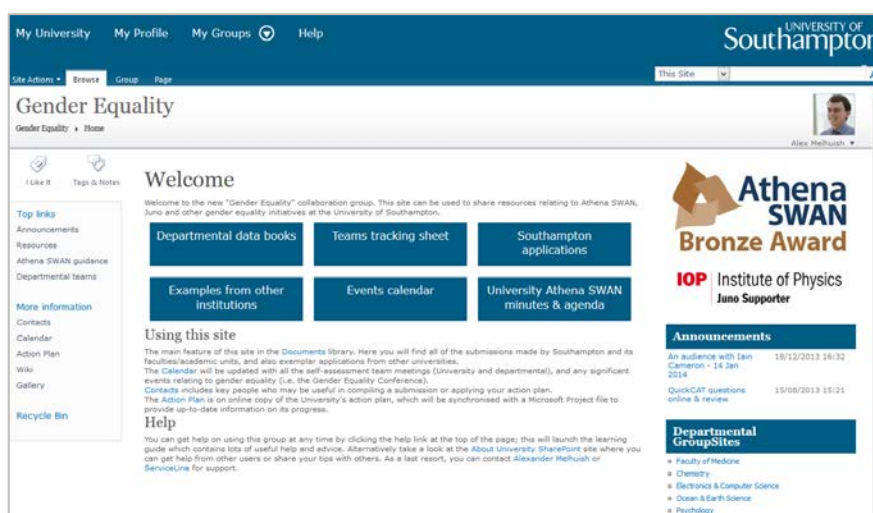 My University My Profile My Groups Help
UNIVERSITY OF
Southampton
Site Actions Browse Group Page
This Site
Gender Equality
Gender Equality Home
Alex Melhuish
I Like It Tags & Notes
Top links
Announcements
Resources
Athena SWAN guidance
Departmental teams
More information
Contacts
Calendar
Action Plan
Wiki
Gallery
Recycle Bin
Welcome
Welcome to the new "Gender Equality" collaboration group. This site can be used to share resources relating to Athena SWAN,
Juno and other gender equality initiatives at the University of Southampton.
Departmental data books
Teams tracking sheet
Southampton
applications
Examples from other
institutions
Events calendar
University Athena SWAN
minutes & agenda
Using this site
The main feature of this site in the Documents library. Here you will find all of the submissions made by Southampton and its
faculties/academic units, and also exemplar applications from other universities.
The Calendar will be updated with all the self-assessment team meetings (University and departmental), and any significant
events relating to gender equality (i.e. the Gender Equality Conference).
Contacts includes key people who may be useful in compiling a submission or applying your action plan.
The Action Plan is on online copy of the University's action plan, which will be synchronised with a Microsoft Project file to
provide up-to-date information on its progress.
Help
You can get help on using this group at any time by clicking the help link at the top of the page; this will launch the learning
guide which contains lots of useful help and advice. Alternatively take a look at the About University SharePoint site where you
can get help from other users or share your tips with others. As a last resort, you can contact Alexander Melhuish or
ServiceLine for support.
Athena
SWAN
Bronze Award
IOP Institute of Physics
Juno Supporter
Announcements
An audience with Iain 18/12/2013 16:32
Cameron - 14 Jan
2014
QuickCAT questions 15/08/2013 15:21
online & review
Departmental
GroupSites
Faculty of Medicine
Chemistry
Electronics & Computer Science
Ocean & Earth Science
Psychology